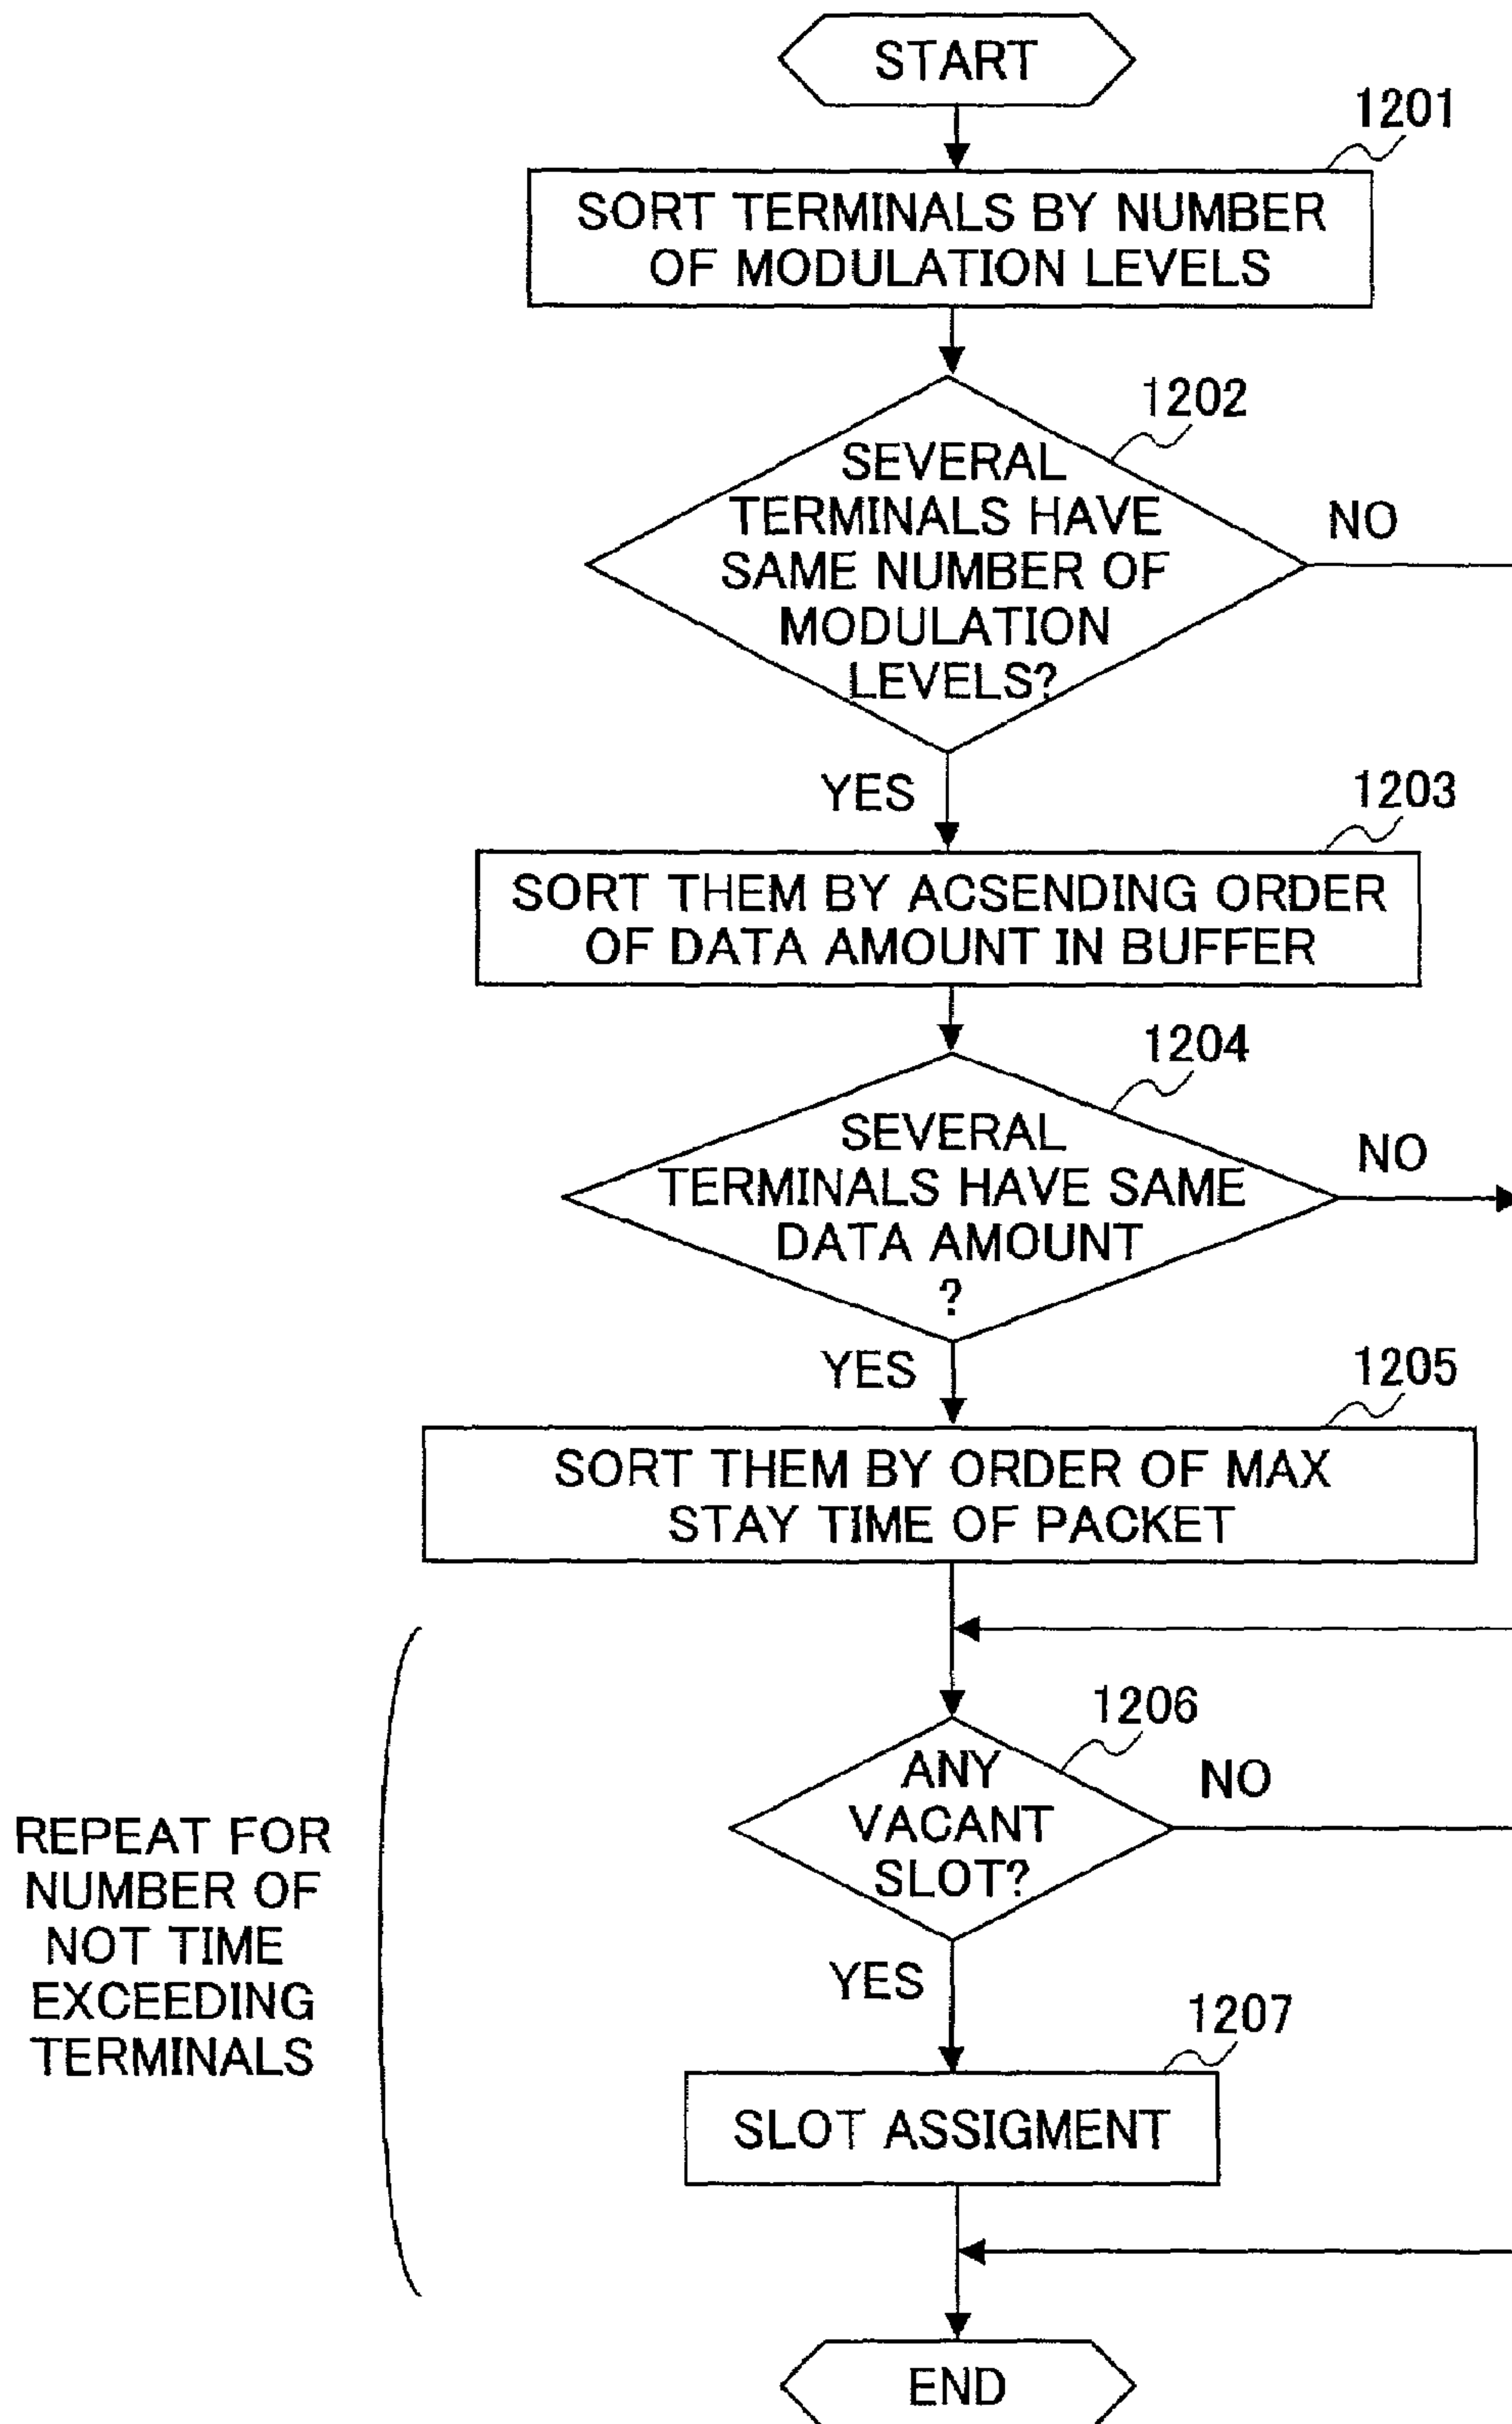 START
1201
SORT TERMINALS BY NUMBER
OF MODULATION LEVELS
1202
SEVERAL
TERMINALS HAVE
SAME NUMBER OF
MODULATION
LEVELS?
NO
YES
1203
SORT THEM BY ACSENDING ORDER
OF DATA AMOUNT IN BUFFER
1204
SEVERAL
TERMINALS HAVE SAME
DATA AMOUNT
?
NO
YES
1205
SORT THEM BY ORDER OF MAX
STAY TIME OF PACKET
1206
ANY
VACANT
SLOT?
NO
REPEAT FOR
NUMBER OF
NOT TIME
EXCEEDING
TERMINALS
YES
1207
SLOT ASSIGMENT
END